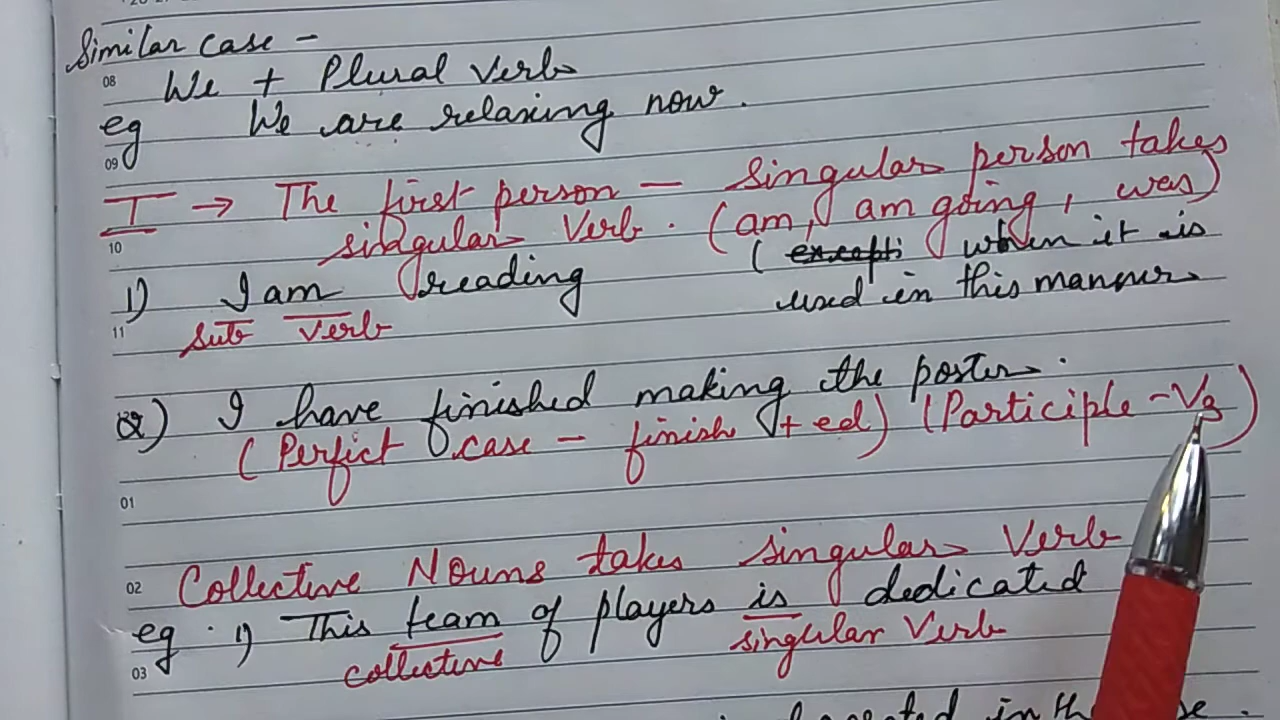 Similar case -
08 We + Plural Verb
eg We are relaxing now.
09
I → The first person - singular person takes
10 singular Verb. (am, am going, was)
(when it is
1) I am reading used in this manner
11 Sub Verb
2) I have finished making the poster.
(Perfect case - finish + ed) (Participle - V3)
01
02 Collective Nouns takes singular Verb
eg. 1) This team of players is dedicated
03 collective singular Verb
in the